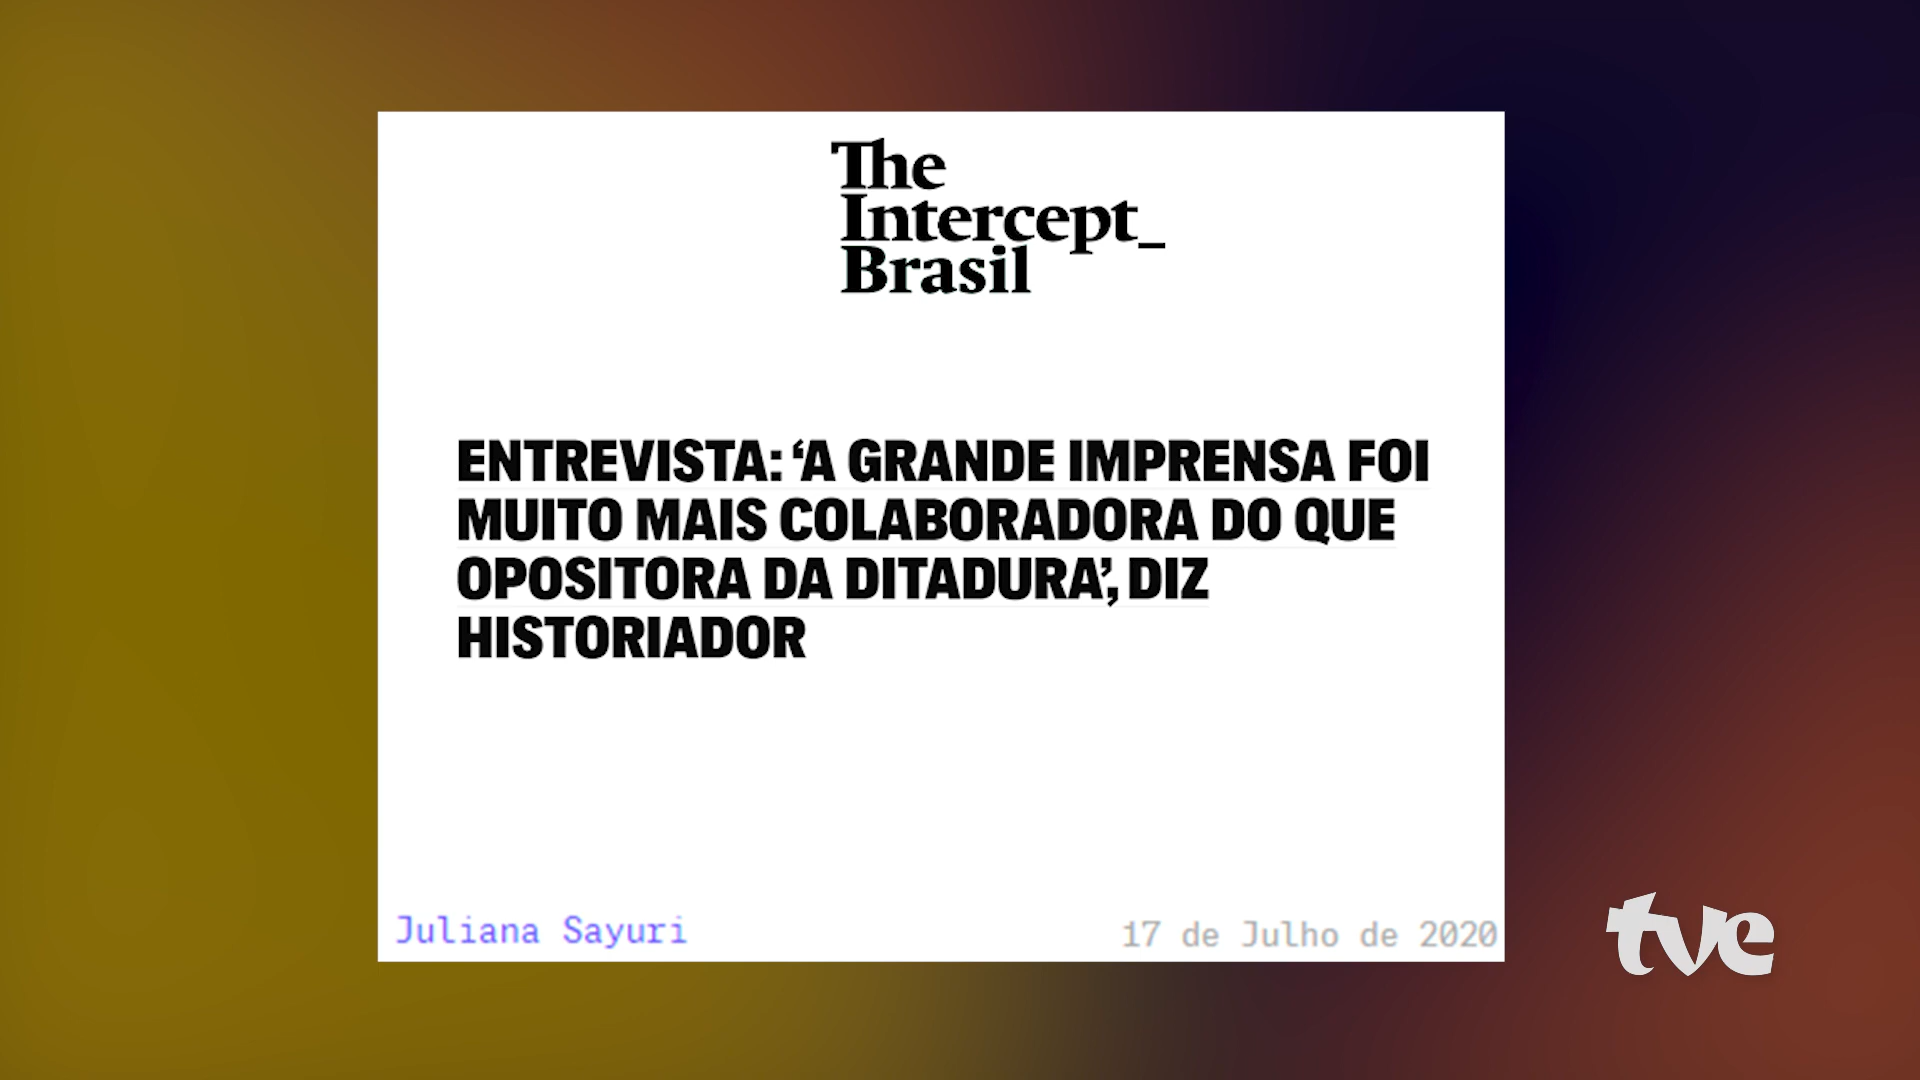 The
Intercept_
Brasil
ENTREVISTA: ‘A GRANDE IMPRENSA FOI
MUITO MAIS COLABORADORA DO QUE
OPOSITORA DA DITADURA’, DIZ
HISTORIADOR
Juliana Sayuri
17 de Julho de 2020
tve